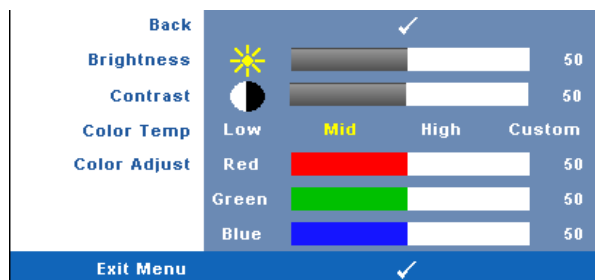 Back
Brightness 50
Contrast 50
Color Temp Low Mid High Custom
Color Adjust Red 50
Green 50
Blue 50
Exit Menu